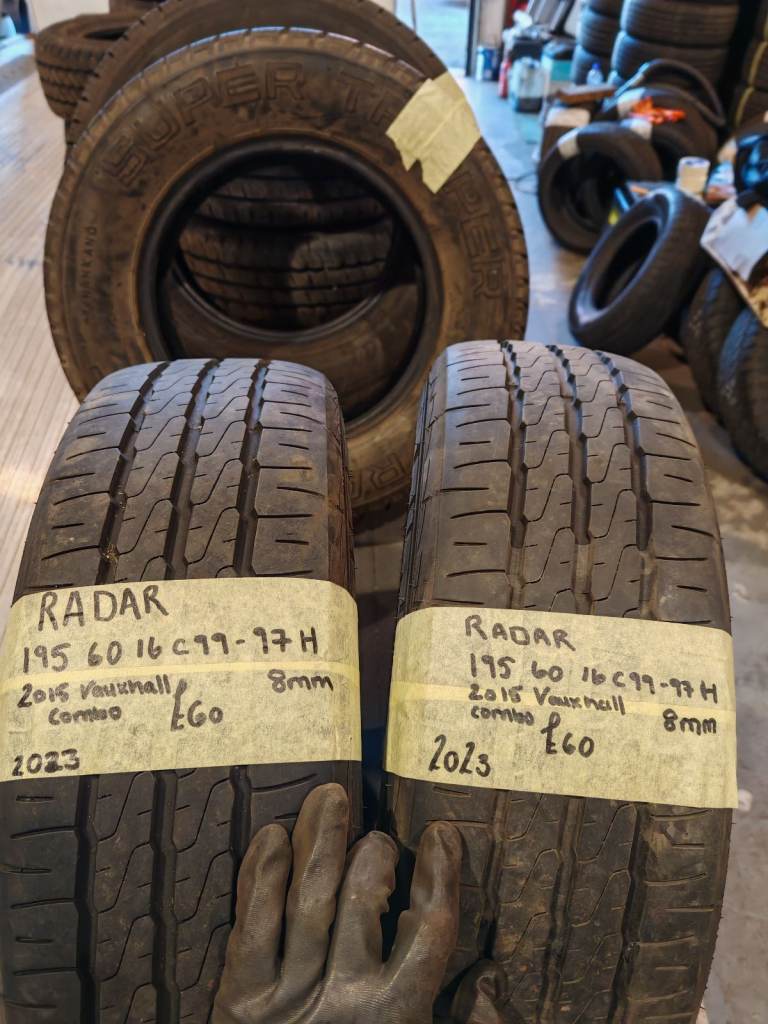 SUPER TRAMPER
RADAR
195 60 16 C 99-97 H
2015 Vauxhall 8mm
Combo £60
2023
RADAR
195 60 16 C 99-97 H
2015 Vauxhall
combo £60 8mm
2023